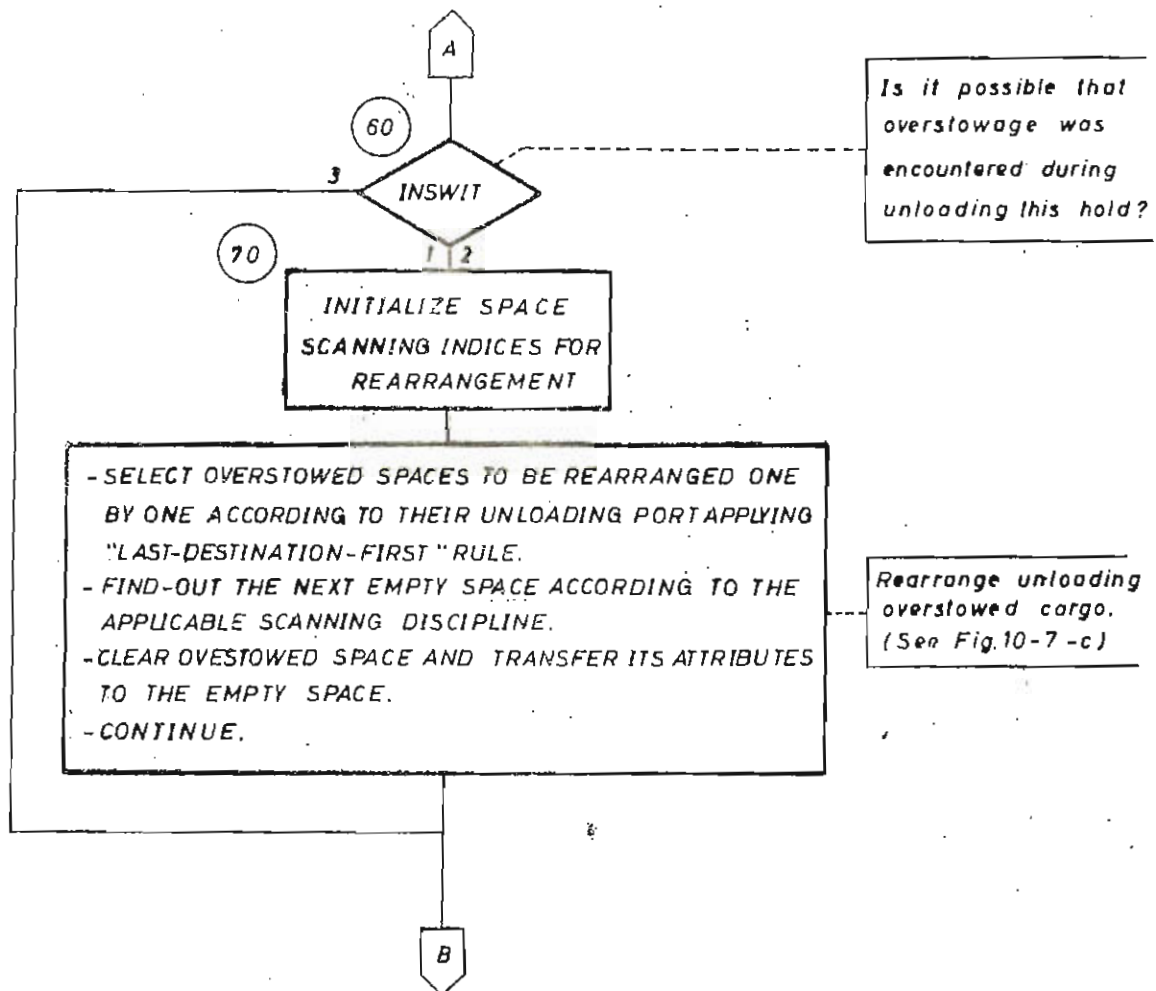 A
60
Is it possible that
overstowage was
encountered during
unloading this hold?
3
INSWIT
70
1 2
INITIALIZE SPACE
SCANNING INDICES FOR
REARRANGEMENT
-SELECT OVERSTOWED SPACES TO BE REARRANGED ONE
BY ONE ACCORDING TO THEIR UNLOADING PORT APPLYING
"LAST-DESTINATION-FIRST" RULE.
-FIND-OUT THE NEXT EMPTY SPACE ACCORDING TO THE
APPLICABLE SCANNING DISCIPLINE.
-CLEAR OVESTOWED SPACE AND TRANSFER ITS ATTRIBUTES
TO THE EMPTY SPACE.
-CONTINUE.
Rearrange unloading
overstowed cargo.
(See Fig.10-7-c)
B